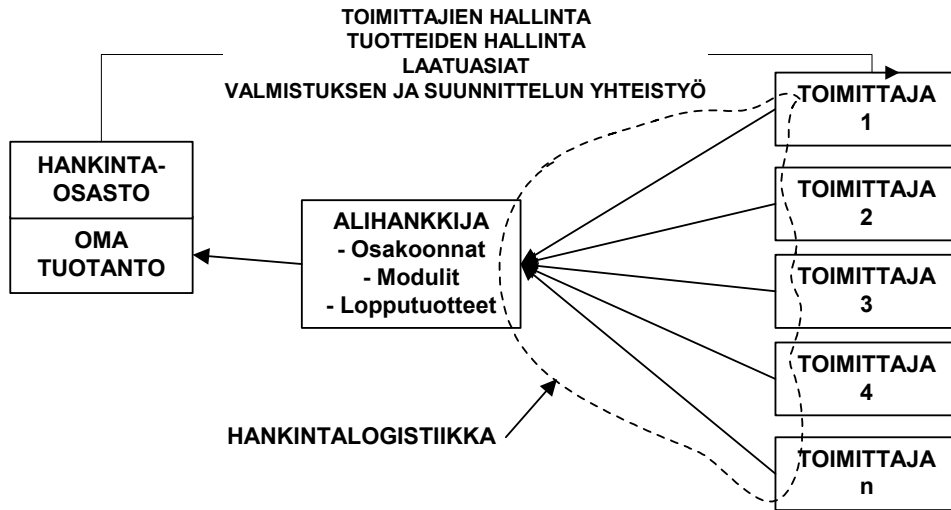 TOIMITTAJIEN HALLINTA
TUOTTEIDEN HALLINTA
LAATUASIAT
VALMISTUKSEN JA SUUNNITTELUN YHTEISTYÖ
HANKINTA-
OSASTO
OMA
TUOTANTO
ALIHANKKIJA
- Osakoonnat
- Modulit
- Lopputuotteet
HANKINTALOGISTIIKKA
TOIMITTAJA
1
TOIMITTAJA
2
TOIMITTAJA
3
TOIMITTAJA
4
TOIMITTAJA
n